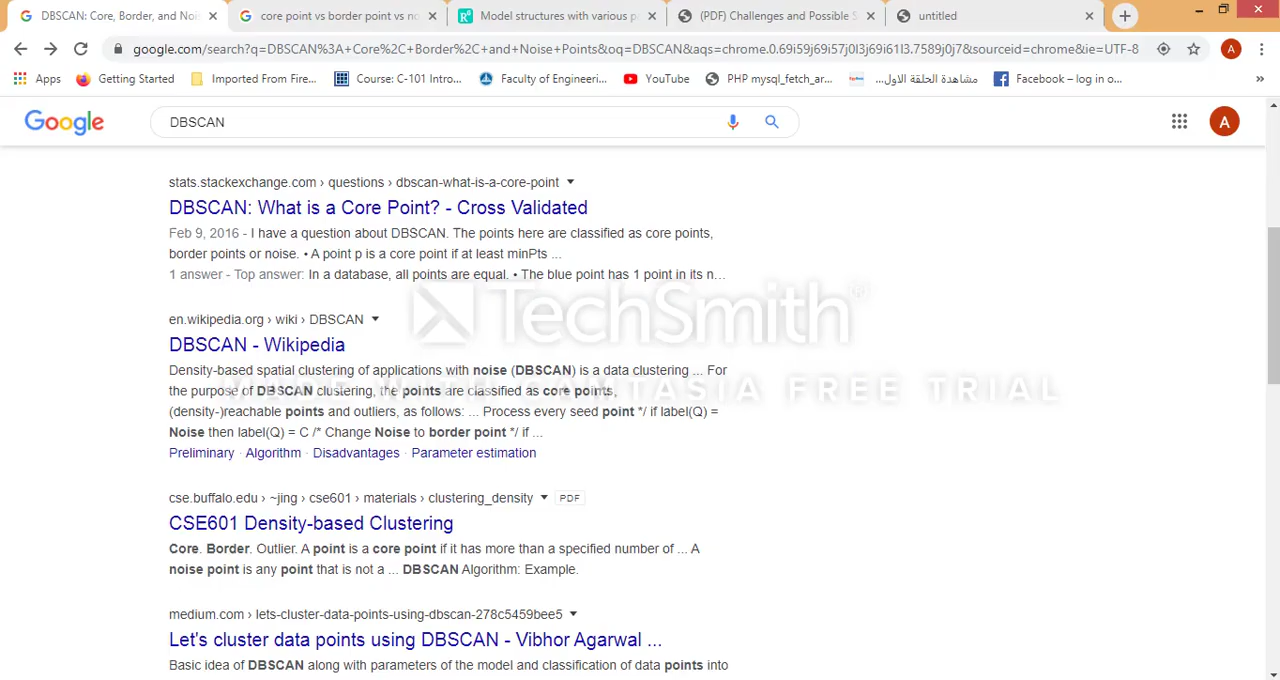 DBSCAN: Core, Border, and Noi
core point vs border point vs no
Model structures with various p
(PDF) Challenges and Possible S
untitled
google.com/search?q=DBSCAN%3A+Core%2C+Border%2C+and+Noise+Points&oq=DBSCAN&aqs=chrome.0.69i59j69i57j0l3j69i61l3.7589j0j7&sourceid=chrome&ie=UTF-8
A
Apps
Getting Started
Imported From Fire...
Course: C-101 Intro...
Faculty of Engineeri...
YouTube
PHP mysql_fetch_ar...
مشاهدة الحلقة الاول...
Facebook – log in o...
»
Google
DBSCAN
A
stats.stackexchange.com › questions › dbscan-what-is-a-core-point
DBSCAN: What is a Core Point? - Cross Validated
Feb 9, 2016 - I have a question about DBSCAN. The points here are classified as core points,
border points or noise. • A point p is a core point if at least minPts ...
1 answer - Top answer: In a database, all points are equal. • The blue point has 1 point in its n…
TechSmith®
en.wikipedia.org › wiki › DBSCAN
DBSCAN - Wikipedia
Density-based spatial clustering of applications with noise (DBSCAN) is a data clustering ... For
the purpose of DBSCAN clustering, the points are classified as core points,
MADE WITH CAMTASIA FREE TRIAL
(density-)reachable points and outliers, as follows: ... Process every seed point */ if label(Q) =
Noise then label(Q) = C /* Change Noise to border point */ if ...
Preliminary · Algorithm · Disadvantages · Parameter estimation
cse.buffalo.edu › ~jing › cse601 › materials › clustering_density PDF
CSE601 Density-based Clustering
Core. Border. Outlier. A point is a core point if it has more than a specified number of ... A
noise point is any point that is not a ... DBSCAN Algorithm: Example.
medium.com › lets-cluster-data-points-using-dbscan-278c5459bee5
Let's cluster data points using DBSCAN - Vibhor Agarwal ...
Basic idea of DBSCAN along with parameters of the model and classification of data points into